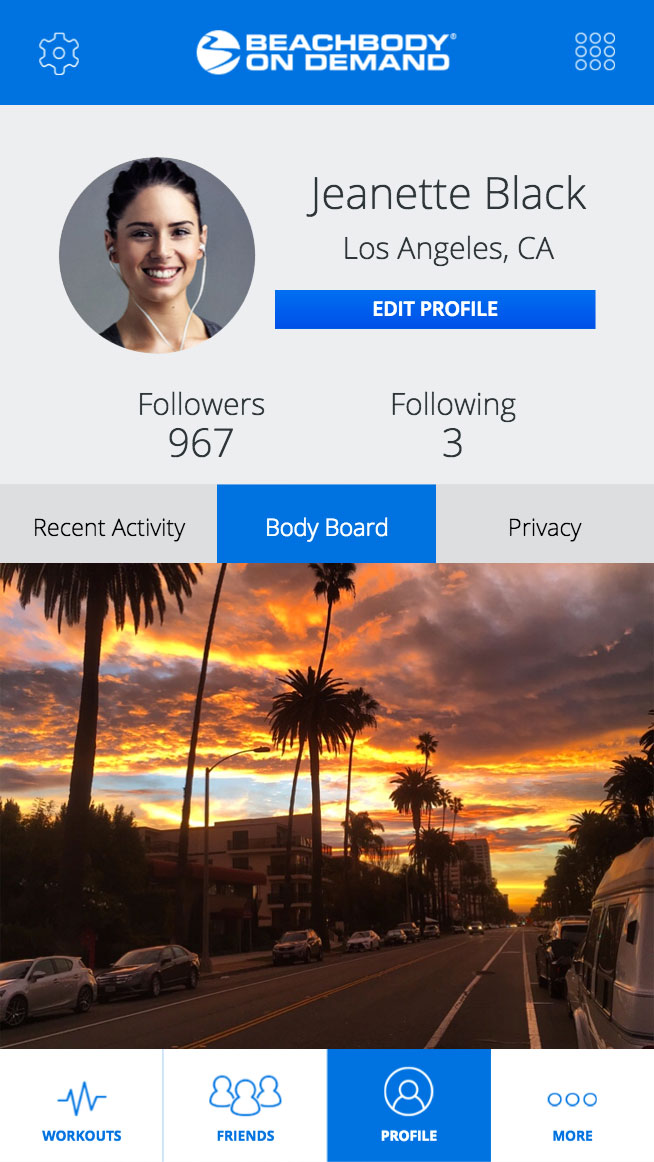 BEACHBODY®
ON DEMAND
Jeanette Black
Los Angeles, CA
EDIT PROFILE
Followers
967
Following
3
Recent Activity
Body Board
Privacy
WORKOUTS
FRIENDS
PROFILE
MORE